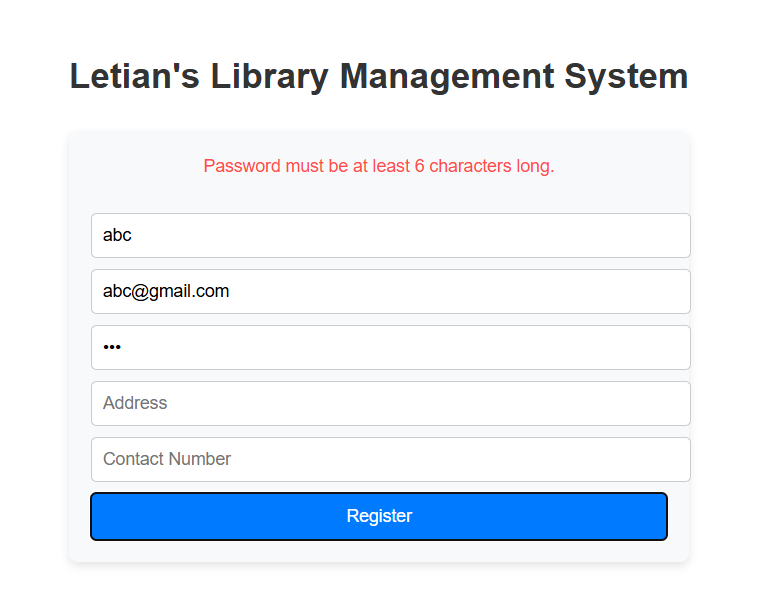 Letian's Library Management System
Password must be at least 6 characters long.
abc
abc@gmail.com
•••
Address
Contact Number
Register